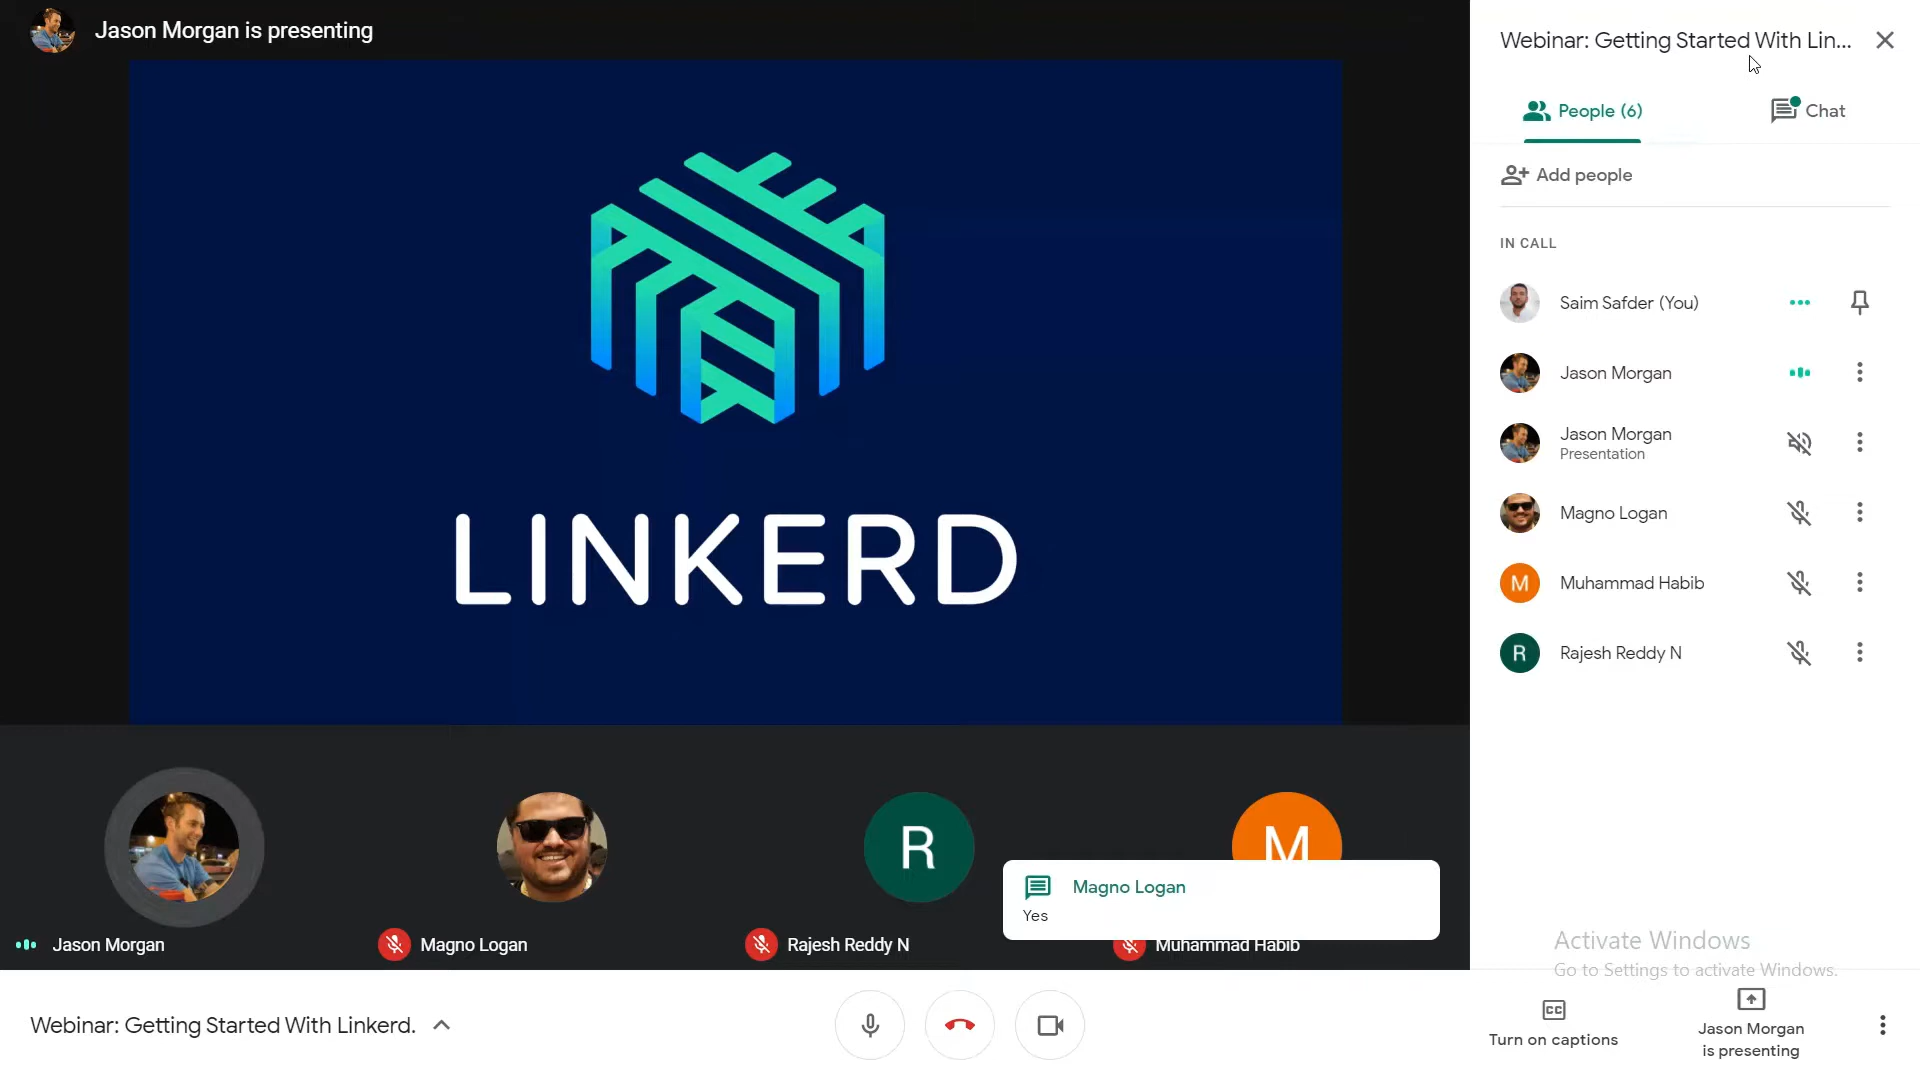 Jason Morgan is presenting
LINKERD
Jason Morgan
Magno Logan
R
Rajesh Reddy N
M
Muhammad Habib
Magno Logan
Yes
Webinar: Getting Started With Lin...
People (6)
Chat
Add people
IN CALL
Saim Safder (You)
Jason Morgan
Jason Morgan
Presentation
Magno Logan
M
Muhammad Habib
R
Rajesh Reddy N
Activate Windows
Go to Settings to activate Windows.
Webinar: Getting Started With Linkerd.
CC
Turn on captions
Jason Morgan
is presenting